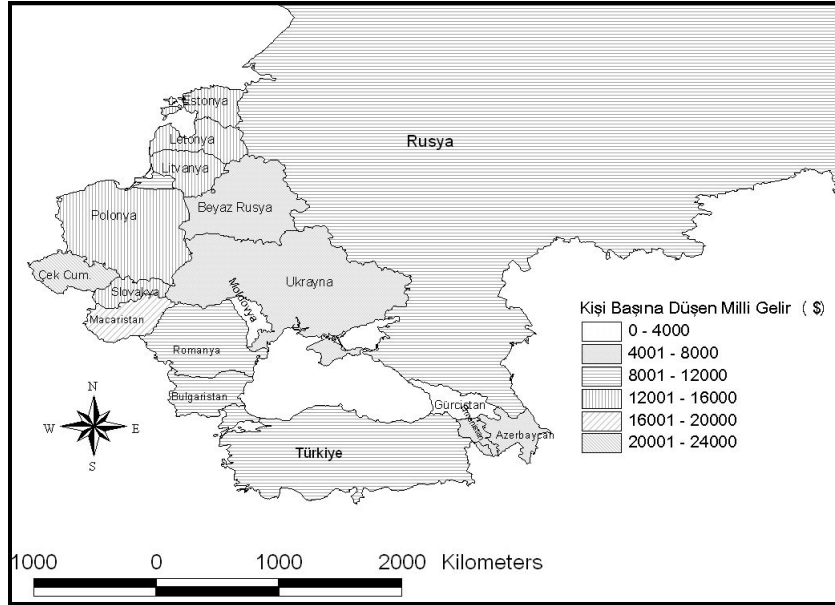 Estonya
Letonya
Litvanya
Rusya
Beyaz Rusya
Polonya
Çek Cum.
Slovakya
Ukrayna
Moldovya
Macaristan
Romanya
Bulgaristan
Gürcistan
Azerbaycan
Türkiye
Kişi Başına Düşen Milli Gelir ( $)
0 - 4000
4001 - 8000
8001 - 12000
12001 - 16000
16001 - 20000
20001 - 24000
N
W E
S
1000 0 1000 2000 Kilometers